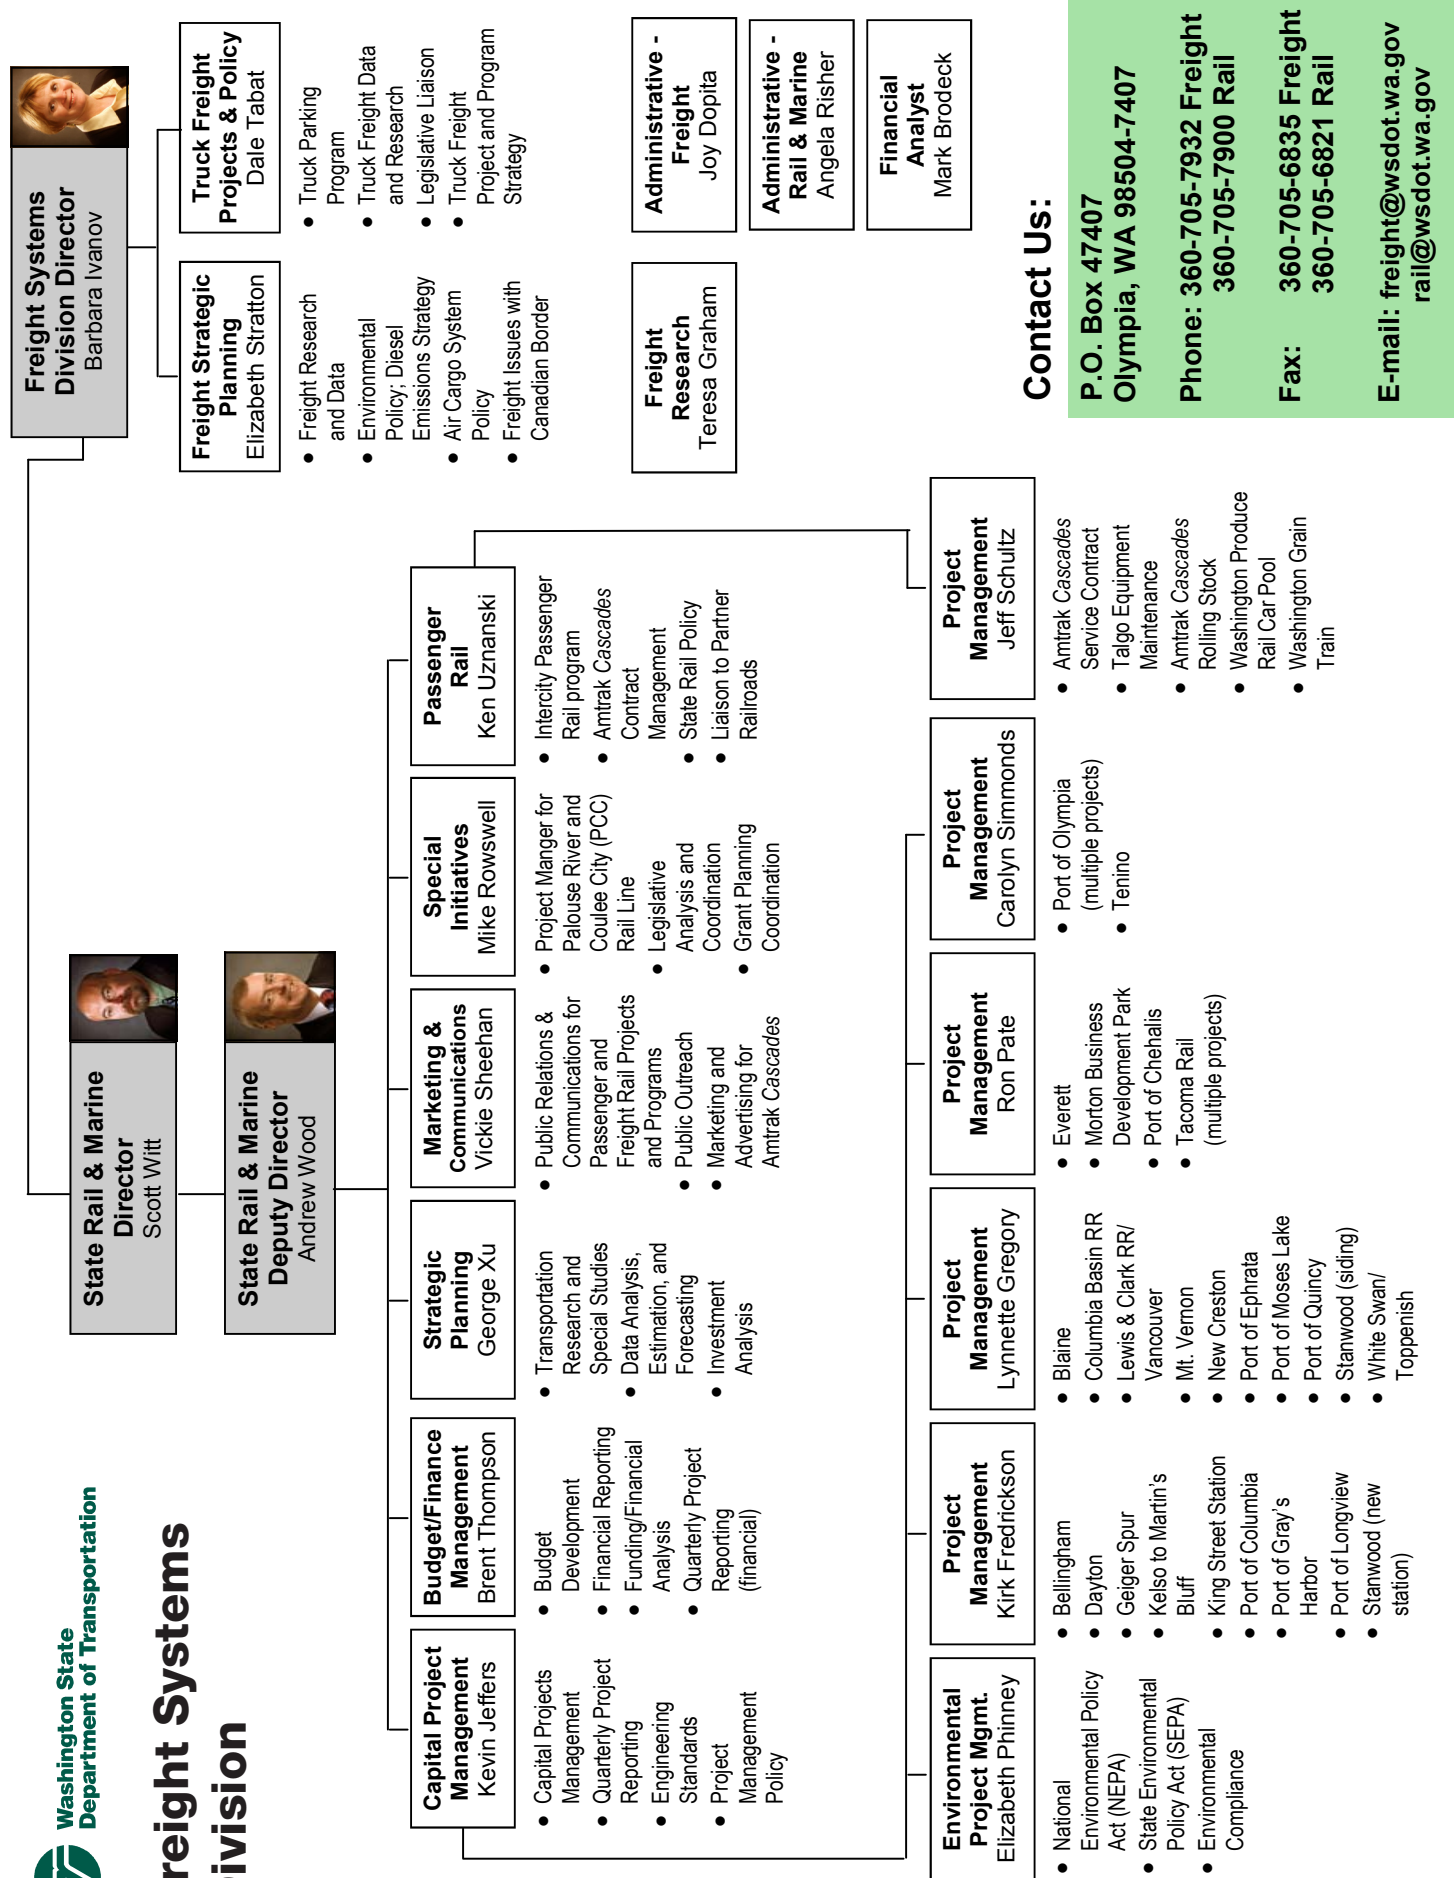 Washington State
Department of Transportation
reight Systems
ivision
Freight Systems
Division Director
Barbara Ivanov
State Rail & Marine
Director
Scott Witt
State Rail & Marine
Deputy Director
Andrew Wood
Freight Strategic
Planning
Elizabeth Stratton
● Freight Research
and Data
● Environmental
Policy; Diesel
Emissions Strategy
● Air Cargo System
Policy
● Freight Issues with
Canadian Border
Truck Freight
Projects & Policy
Dale Tabat
● Truck Parking
Program
● Truck Freight Data
and Research
● Legislative Liaison
● Truck Freight
Project and Program
Strategy
Capital Project
Management
Kevin Jeffers
● Capital Projects
Management
● Quarterly Project
Reporting
● Engineering
Standards
● Project
Management
Policy
Budget/Finance
Management
Brent Thompson
● Budget
Development
● Financial Reporting
● Funding/Financial
Analysis
● Quarterly Project
Reporting
(financial)
Strategic
Planning
George Xu
● Transportation
Research and
Special Studies
● Data Analysis,
Estimation, and
Forecasting
● Investment
Analysis
Marketing &
Communications
Vickie Sheehan
● Public Relations &
Communications for
Passenger and
Freight Rail Projects
and Programs
● Public Outreach
● Marketing and
Advertising for
Amtrak Cascades
Special
Initiatives
Mike Rowswell
● Project Manger for
Palouse River and
Coulee City (PCC)
Rail Line
● Legislative
Analysis and
Coordination
● Grant Planning
Coordination
Passenger
Rail
Ken Uznanski
● Intercity Passenger
Rail program
● Amtrak Cascades
Contract
Management
● State Rail Policy
● Liaison to Partner
Railroads
Freight
Research
Teresa Graham
Administrative -
Freight
Joy Dopita
Administrative -
Rail & Marine
Angela Risher
Financial
Analyst
Mark Brodeck
Environmental
Project Mgmt.
Elizabeth Phinney
● National
Environmental Policy
Act (NEPA)
● State Environmental
Policy Act (SEPA)
● Environmental
Compliance
Project
Management
Kirk Fredrickson
● Bellingham
● Dayton
● Geiger Spur
● Kelso to Martin's
Bluff
● King Street Station
● Port of Columbia
● Port of Gray's
Harbor
● Port of Longview
● Stanwood (new
station)
Project
Management
Lynnette Gregory
● Blaine
● Columbia Basin RR
● Lewis & Clark RR/
Vancouver
● Mt. Vernon
● New Creston
● Port of Ephrata
● Port of Moses Lake
● Port of Quincy
● Stanwood (siding)
● White Swan/
Toppenish
Project
Management
Ron Pate
● Everett
● Morton Business
Development Park
● Port of Chehalis
● Tacoma Rail
(multiple projects)
Project
Management
Carolyn Simmonds
● Port of Olympia
(multiple projects)
● Tenino
Project
Management
Jeff Schultz
● Amtrak Cascades
Service Contract
● Talgo Equipment
Maintenance
● Amtrak Cascades
Rolling Stock
● Washington Produce
Rail Car Pool
● Washington Grain
Train
Contact Us:
P.O. Box 47407
Olympia, WA 98504-7407
Phone: 360-705-7932 Freight
360-705-7900 Rail
Fax: 360-705-6835 Freight
360-705-6821 Rail
E-mail: freight@wsdot.wa.gov
rail@wsdot.wa.gov